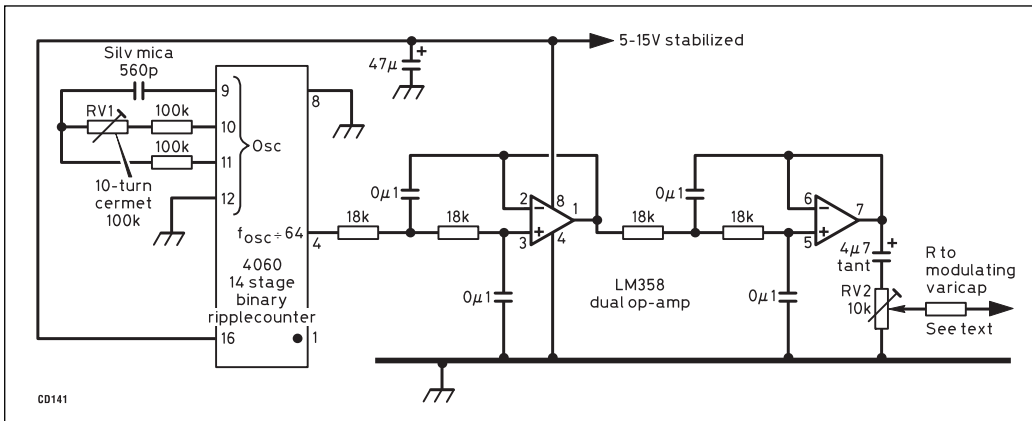 5-15V stabilized
Silv mica
560p
47μ
+
9
8
RV1
100k
10
100k
Osc
11
10-turn
cermet
100k
12
0μ1
2
8
1
0μ1
6
7
18k
18k
18k
18k
fosc÷64
4
3
4
5
4μ7
tant
+
R to
modulating
varicap
4060
14 stage
binary
ripplecounter
0μ1
LM358
dual op-amp
0μ1
RV2
10k
See text
16
1
CD141